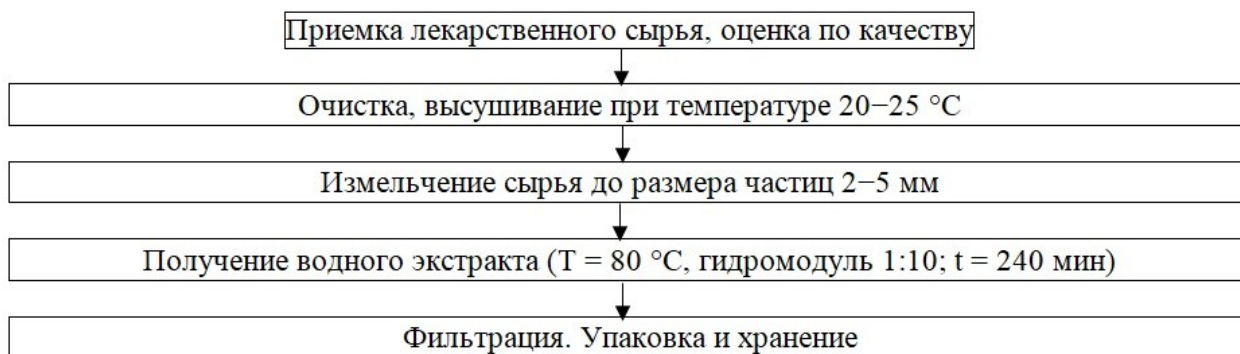 Приемка лекарственного сырья, оценка по качеству
Очистка, высушивание при температуре 20−25 °C
Измельчение сырья до размера частиц 2−5 мм
Получение водного экстракта (T = 80 °C, гидромодуль 1:10; t = 240 мин)
Фильтрация. Упаковка и хранение